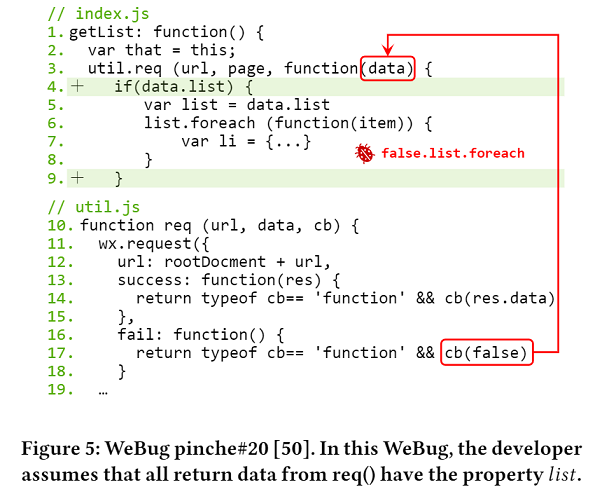 // index.js
1. getList: function() {
2. var that = this;
3. util.req (url, page, function(data) {
4. + if(data.list) {
5. var list = data.list
6. list.foreach (function(item)) {
7. var li = {...}
false.list.foreach
8. }
9. + }
// util.js
10. function req (url, data, cb) {
11. wx.request({
12. url: rootDocment + url,
13. success: function(res) {
14. return typeof cb== 'function' && cb(res.data)
15. },
16. fail: function() {
17. return typeof cb== 'function' && cb(false)
18. }
19. …
Figure 5: WeBug pinche#20 [50]. In this WeBug, the developer
assumes that all return data from req() have the property list.